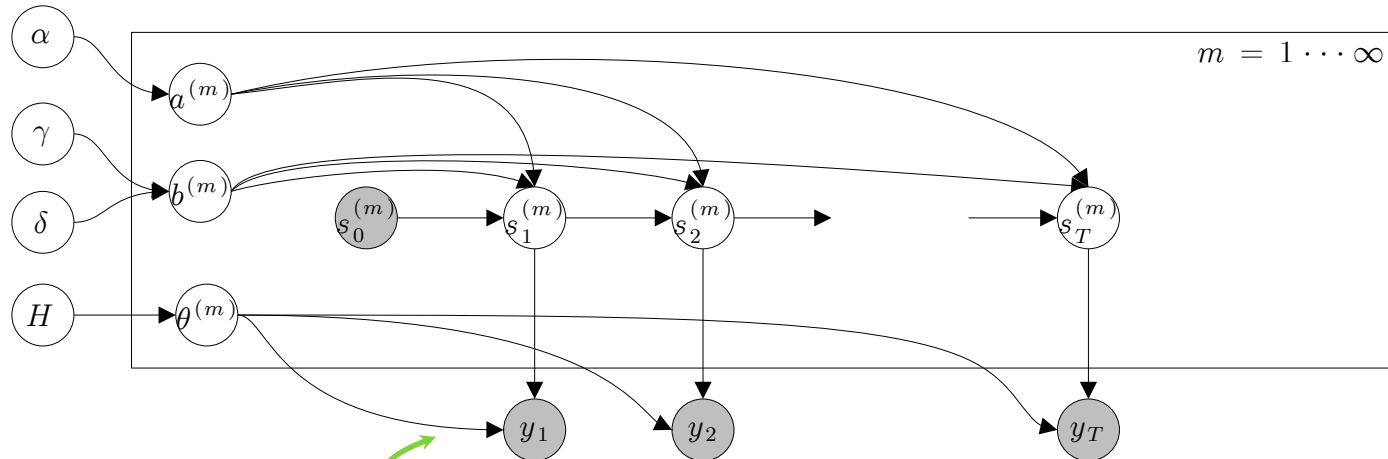 α
m = 1 ⋯ ∞
a^(m)
γ
b^(m)
δ
s_0^(m) s_1^(m) s_2^(m) s_T^(m)
H
θ^(m)
y_1 y_2 y_T